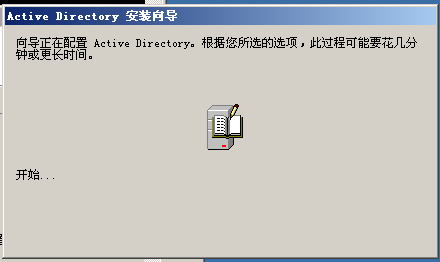 Active Directory 安装向导
向导正在配置 Active Directory。根据您所选的选项，此过程可能要花几分
钟或更长时间。
开始...